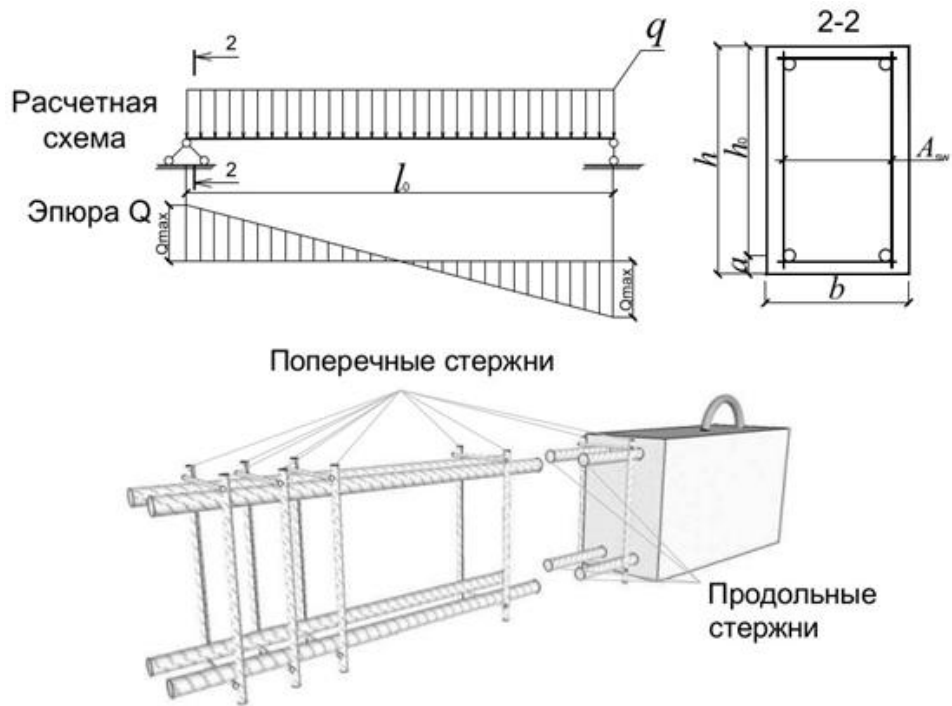 2-2
2
q
Расчетная
схема
2
l₀
Эпюра Q
Qmax
Qmax
h
h₀
a
Asw
b
Поперечные стержни
Продольные
стержни